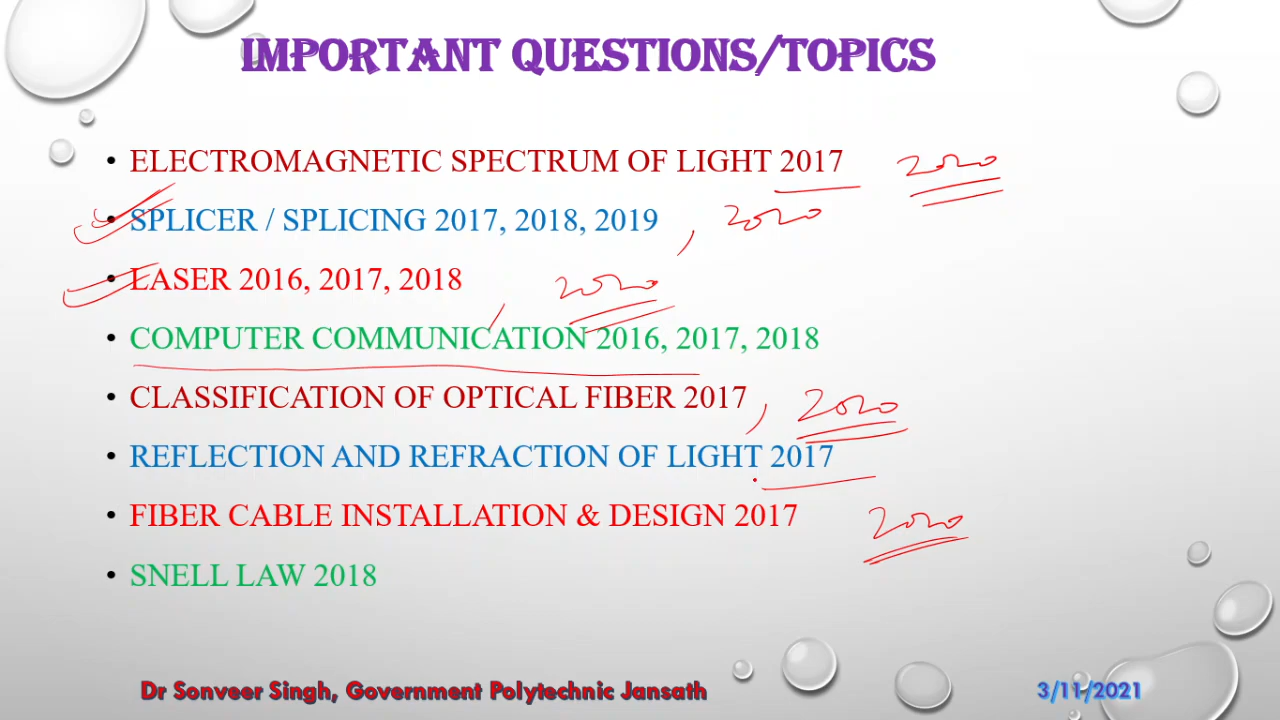 IMPORTANT QUESTIONS/TOPICS
• ELECTROMAGNETIC SPECTRUM OF LIGHT 2017 2020
• SPLICER / SPLICING 2017, 2018, 2019 , 2020
• LASER 2016, 2017, 2018 , 2020
• COMPUTER COMMUNICATION 2016, 2017, 2018
• CLASSIFICATION OF OPTICAL FIBER 2017 , 2020
• REFLECTION AND REFRACTION OF LIGHT 2017
• FIBER CABLE INSTALLATION & DESIGN 2017 2020
• SNELL LAW 2018
Dr Sonveer Singh, Government Polytechnic Jansath 3/11/2021